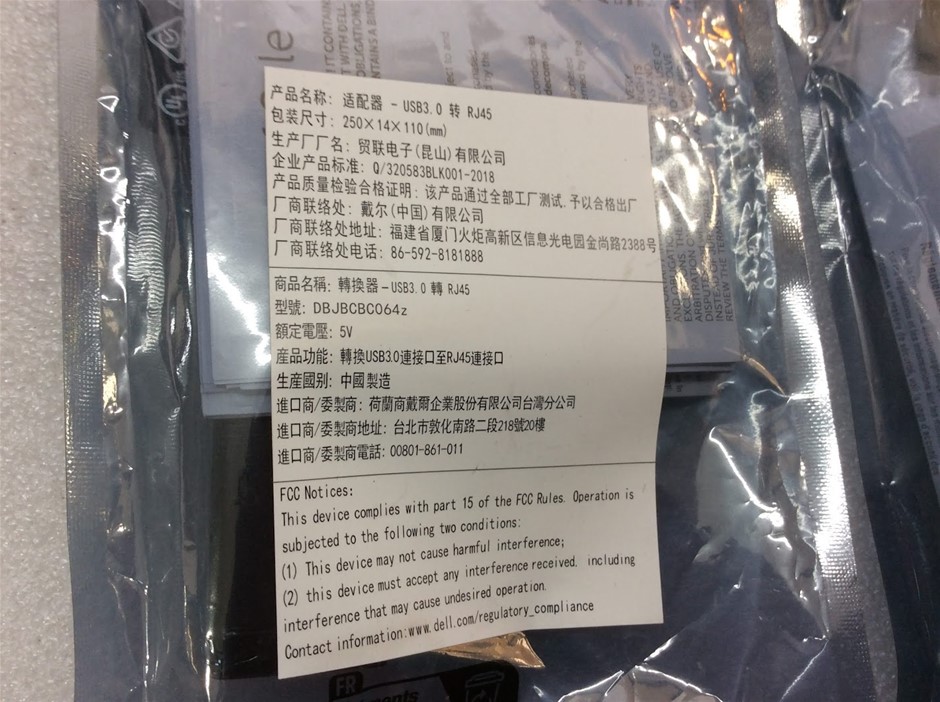 产品名称: 适配器 - USB3.0 转 RJ45
包装尺寸: 250×14×110(mm)
生产厂厂名: 贸联电子(昆山)有限公司
企业产品标准: Q/320583BLK001-2018
产品质量检验合格证明: 该产品通过全部工厂测试,予以合格出厂
厂商联络处: 戴尔(中国)有限公司
厂商联络处地址: 福建省厦门火炬高新区信息光电园金尚路2388号
厂商联络处电话: 86-592-8181888
商品名稱: 轉換器-USB3.0 轉 RJ45
型號: DBJBCBC064z
額定電壓: 5V
産品功能: 轉換USB3.0連接口至RJ45連接口
生産國别: 中國製造
進口商/委製商: 荷蘭商戴爾企業股份有限公司台灣分公司
進口商/委製商地址: 台北市敦化南路二段218號20樓
進口商/委製商電話: 00801-861-011
FCC Notices:
This device complies with part 15 of the FCC Rules. Operation is
subjected to the following two conditions:
(1) This device may not cause harmful interference;
(2) this device must accept any interference received, including
interference that may cause undesired operation.
Contact information:www.dell.com/regulatory_compliance
FR